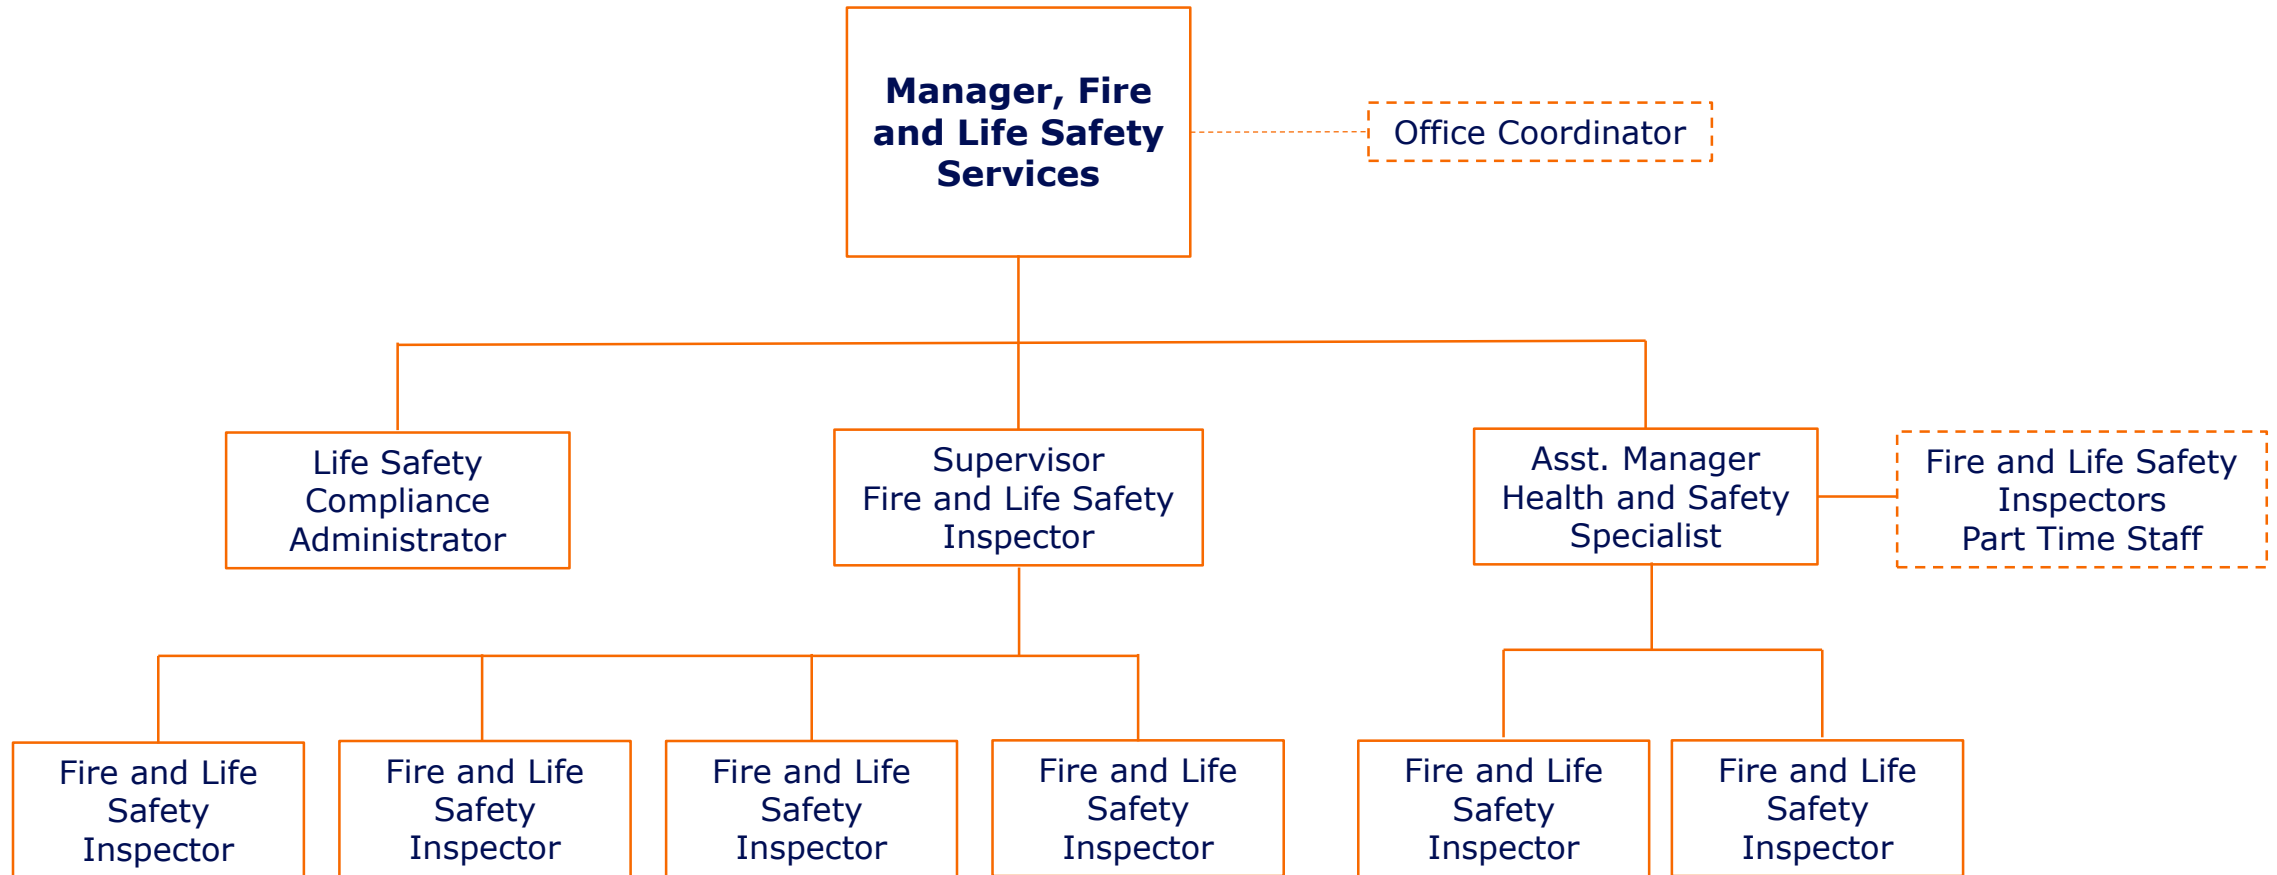 Manager, Fire
and Life Safety
Services
Office Coordinator
Life Safety
Compliance
Administrator
Supervisor
Fire and Life Safety
Inspector
Asst. Manager
Health and Safety
Specialist
Fire and Life Safety
Inspectors
Part Time Staff
Fire and Life
Safety
Inspector
Fire and Life
Safety
Inspector
Fire and Life
Safety
Inspector
Fire and Life
Safety
Inspector
Fire and Life
Safety
Inspector
Fire and Life
Safety
Inspector